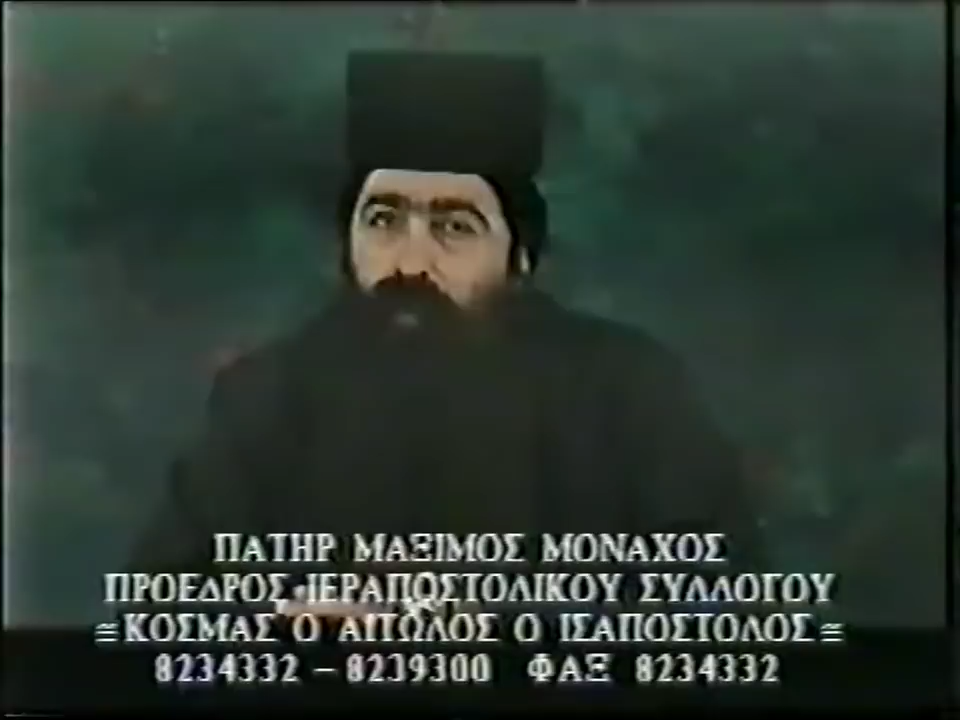 ΠΑΤΗΡ ΜΑΞΙΜΟΣ ΜΟΝΑΧΟΣ
ΠΡΟΕΔΡΟΣ ΙΕΡΑΠΟΣΤΟΛΙΚΟΥ ΣΥΛΛΟΓΟΥ
≅ΚΟΣΜΑΣ Ο ΑΙΤΩΛΟΣ Ο ΙΣΑΠΟΣΤΟΛΟΣ≅
8234332 – 8239300 ΦΑΞ 8234332